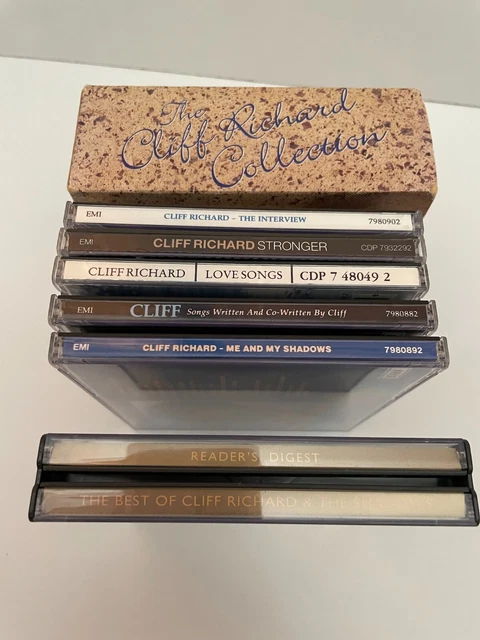 The
Cliff Richard
Collection
EMI CLIFF RICHARD - THE INTERVIEW 7980902
EMI CLIFF RICHARD STRONGER CDP 7932292
CLIFF RICHARD LOVE SONGS CDP 7 48049 2
EMI CLIFF Songs Written And Co-Written By Cliff 7980882
EMI CLIFF RICHARD - ME AND MY SHADOWS 7980892
READER'S DIGEST
THE BEST OF CLIFF RICHARD & THE